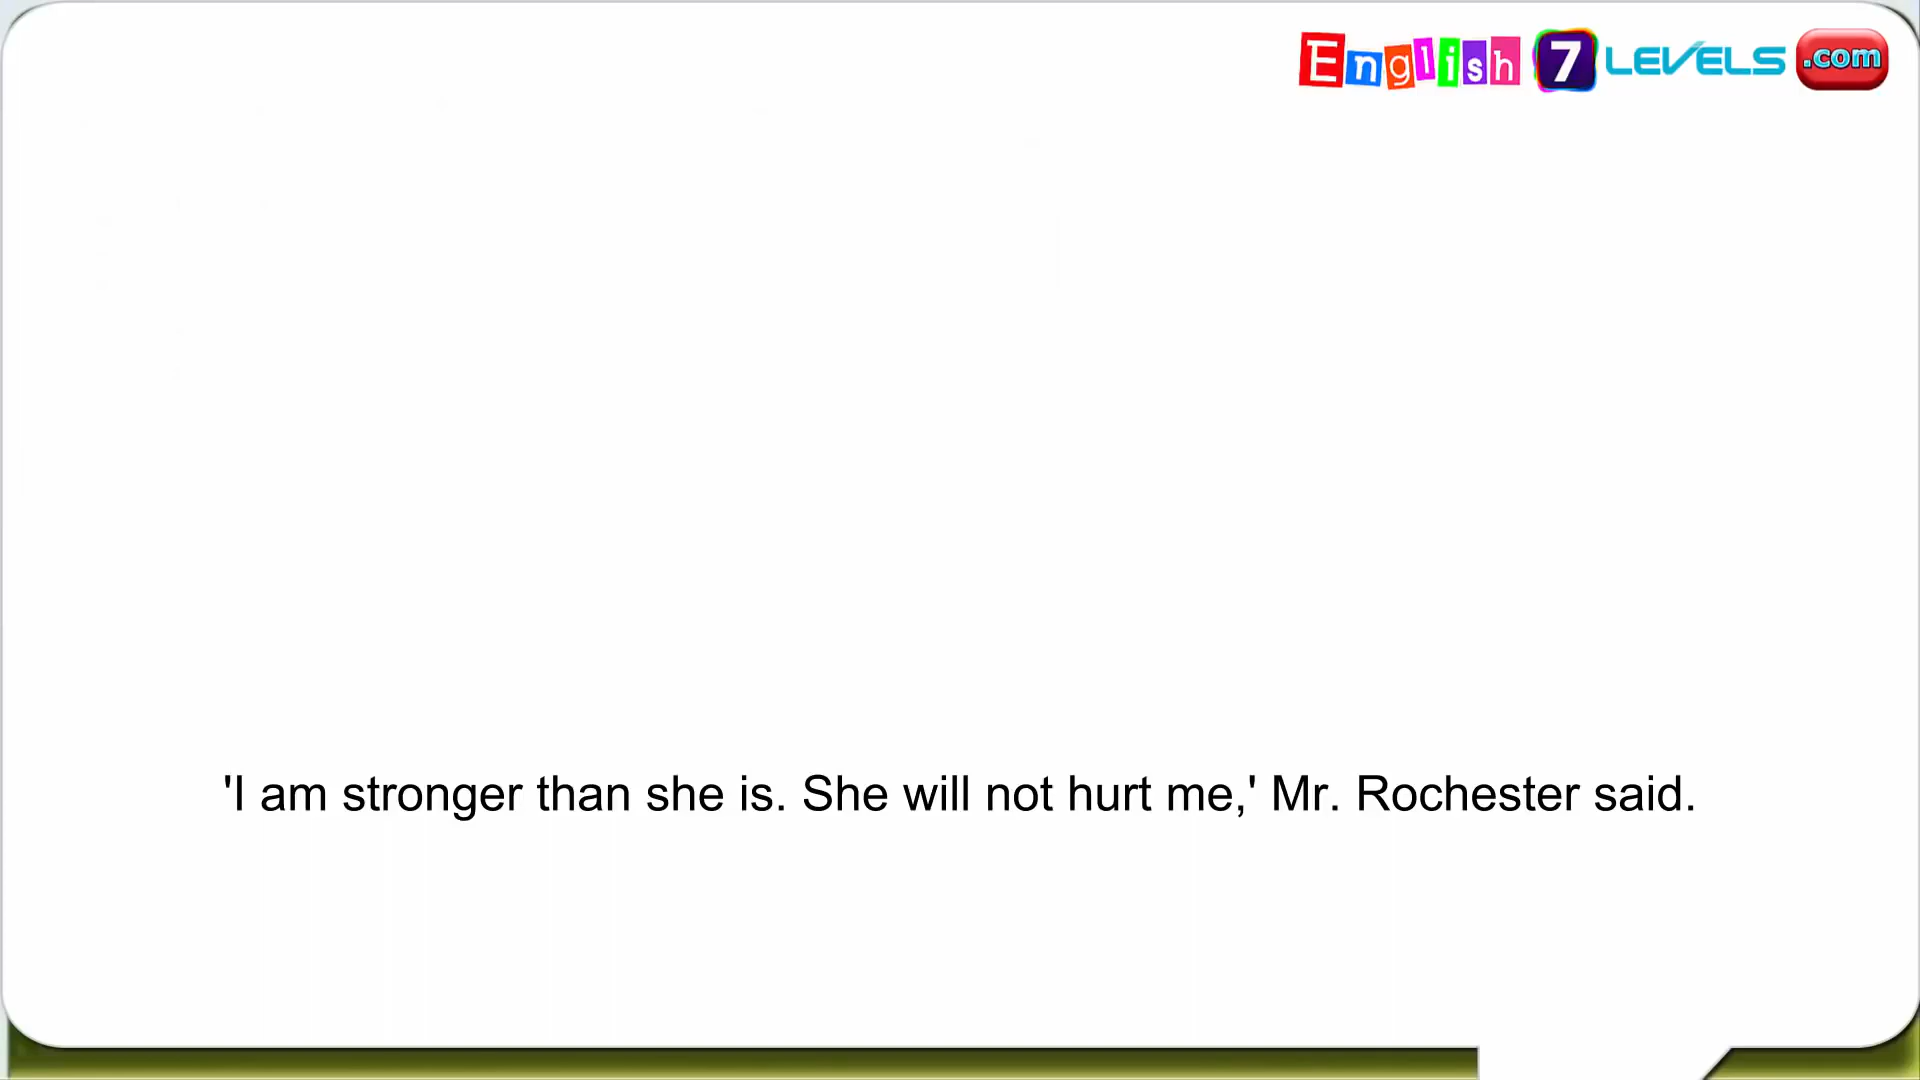 English 7 LEVELS .com
'I am stronger than she is. She will not hurt me,' Mr. Rochester said.